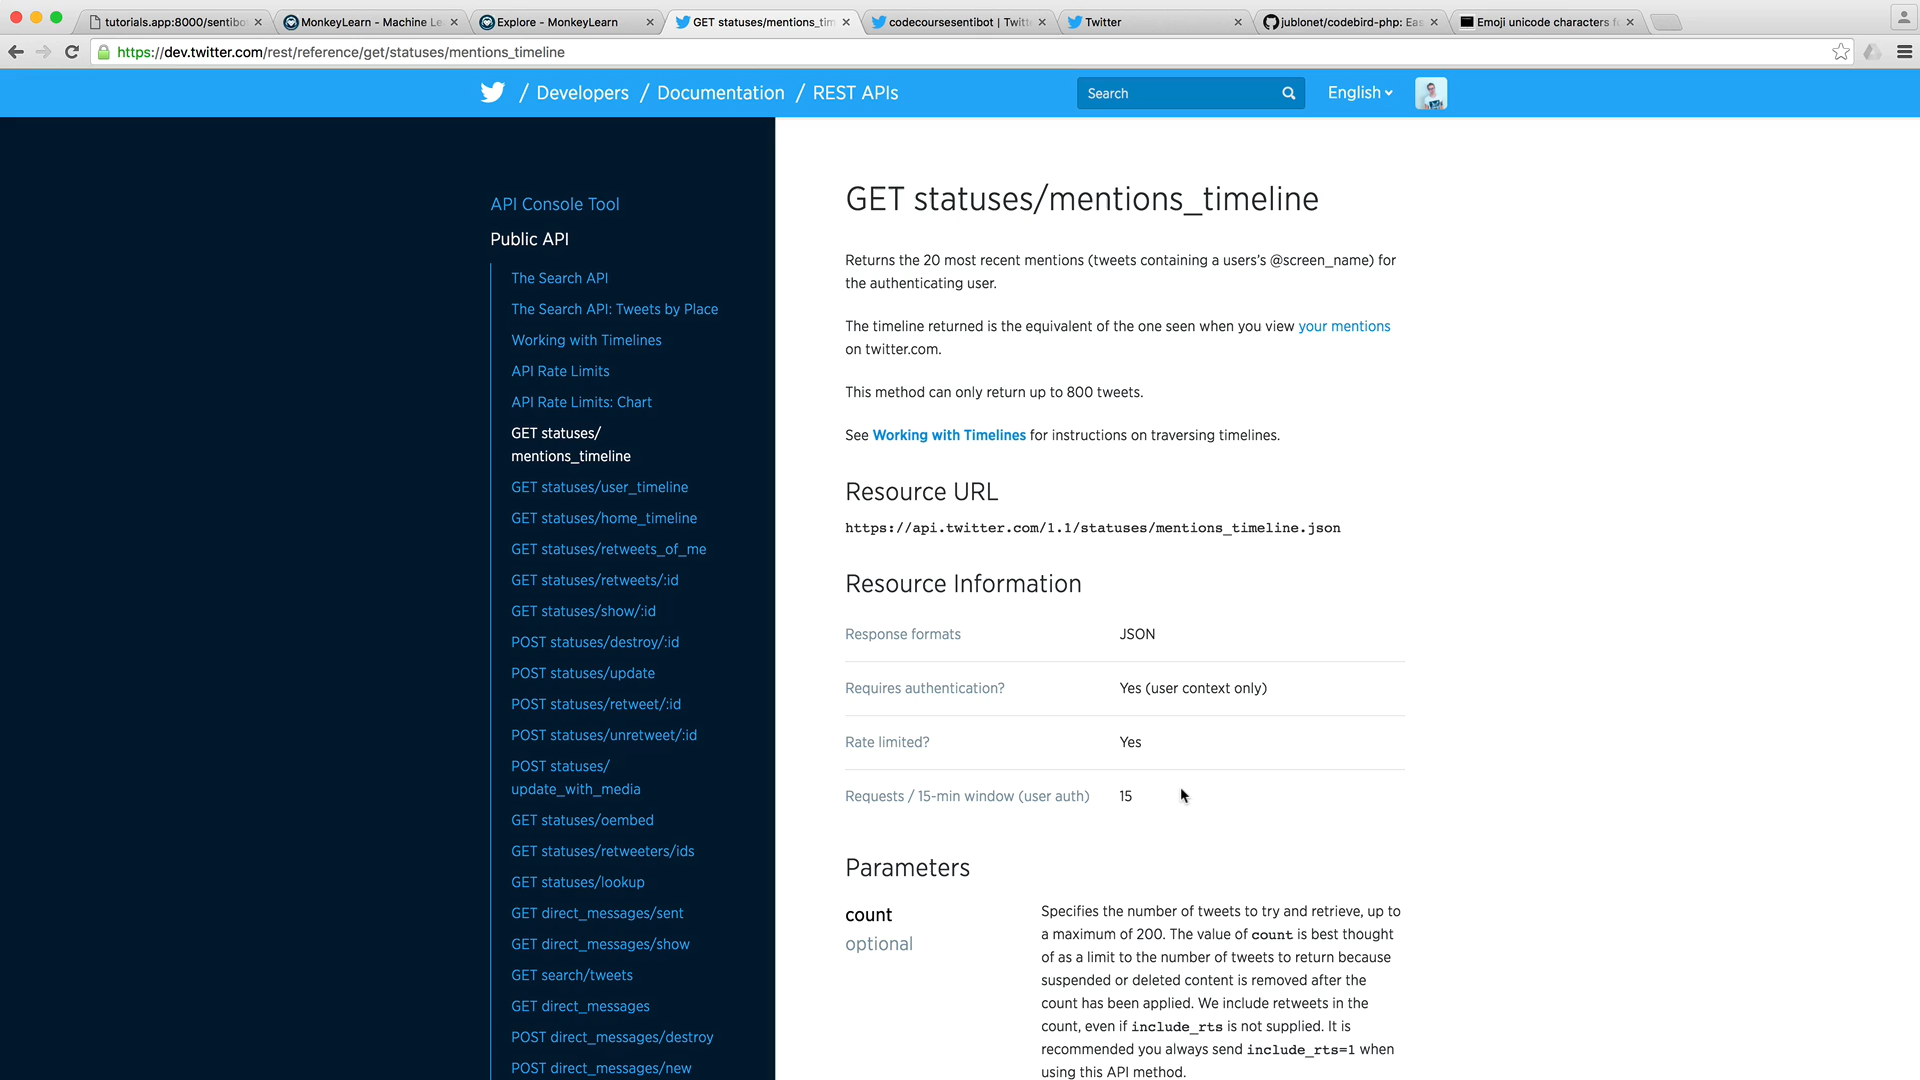 tutorials.app:8000/sentibo
MonkeyLearn - Machine Le
Explore - MonkeyLearn
GET statuses/mentions_tim
codecoursesentibot | Twitt
Twitter
jublonet/codebird-php: Eas
Emoji unicode characters f
https://dev.twitter.com/rest/reference/get/statuses/mentions_timeline
/ Developers / Documentation / REST APIs
Search
English
API Console Tool
Public API
The Search API
The Search API: Tweets by Place
Working with Timelines
API Rate Limits
API Rate Limits: Chart
GET statuses/
mentions_timeline
GET statuses/user_timeline
GET statuses/home_timeline
GET statuses/retweets_of_me
GET statuses/retweets/:id
GET statuses/show/:id
POST statuses/destroy/:id
POST statuses/update
POST statuses/retweet/:id
POST statuses/unretweet/:id
POST statuses/
update_with_media
GET statuses/oembed
GET statuses/retweeters/ids
GET statuses/lookup
GET direct_messages/sent
GET direct_messages/show
GET search/tweets
GET direct_messages
POST direct_messages/destroy
POST direct_messages/new
GET statuses/mentions_timeline
Returns the 20 most recent mentions (tweets containing a users's @screen_name) for
the authenticating user.
The timeline returned is the equivalent of the one seen when you view your mentions
on twitter.com.
This method can only return up to 800 tweets.
See Working with Timelines for instructions on traversing timelines.
Resource URL
https://api.twitter.com/1.1/statuses/mentions_timeline.json
Resource Information
Response formats JSON
Requires authentication? Yes (user context only)
Rate limited? Yes
Requests / 15-min window (user auth) 15
Parameters
count
optional
Specifies the number of tweets to try and retrieve, up to
a maximum of 200. The value of count is best thought
of as a limit to the number of tweets to return because
suspended or deleted content is removed after the
count has been applied. We include retweets in the
count, even if include_rts is not supplied. It is
recommended you always send include_rts=1 when
using this API method.